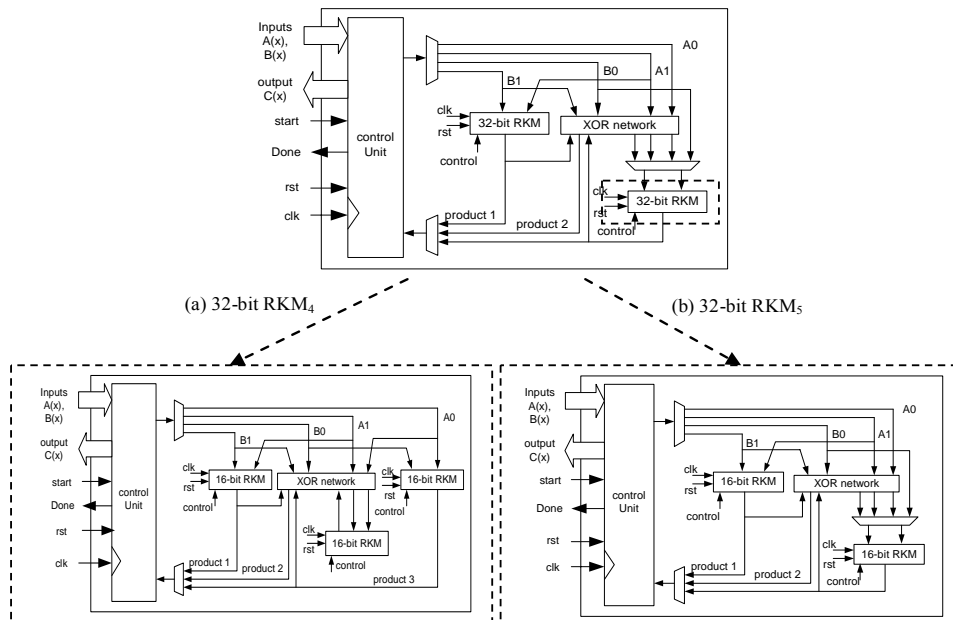 Inputs
A(x),
B(x)
output
C(x)
start
Done
rst
clk
control
Unit
A0
B0
A1
B1
clk
rst
32-bit RKM
control
XOR network
clk
rst
32-bit RKM
control
product 1
product 2
(a) 32-bit RKM4
(b) 32-bit RKM5
Inputs
A(x),
B(x)
output
C(x)
start
Done
rst
clk
control
Unit
A0
B0
A1
B1
clk
rst
16-bit RKM
control
XOR network
clk
rst
16-bit RKM
control
clk
rst
16-bit RKM
control
product 1
product 2
product 3
Inputs
A(x),
B(x)
output
C(x)
start
Done
rst
clk
control
Unit
A0
B0
A1
B1
clk
rst
16-bit RKM
control
XOR network
clk
rst
16-bit RKM
control
product 1
product 2